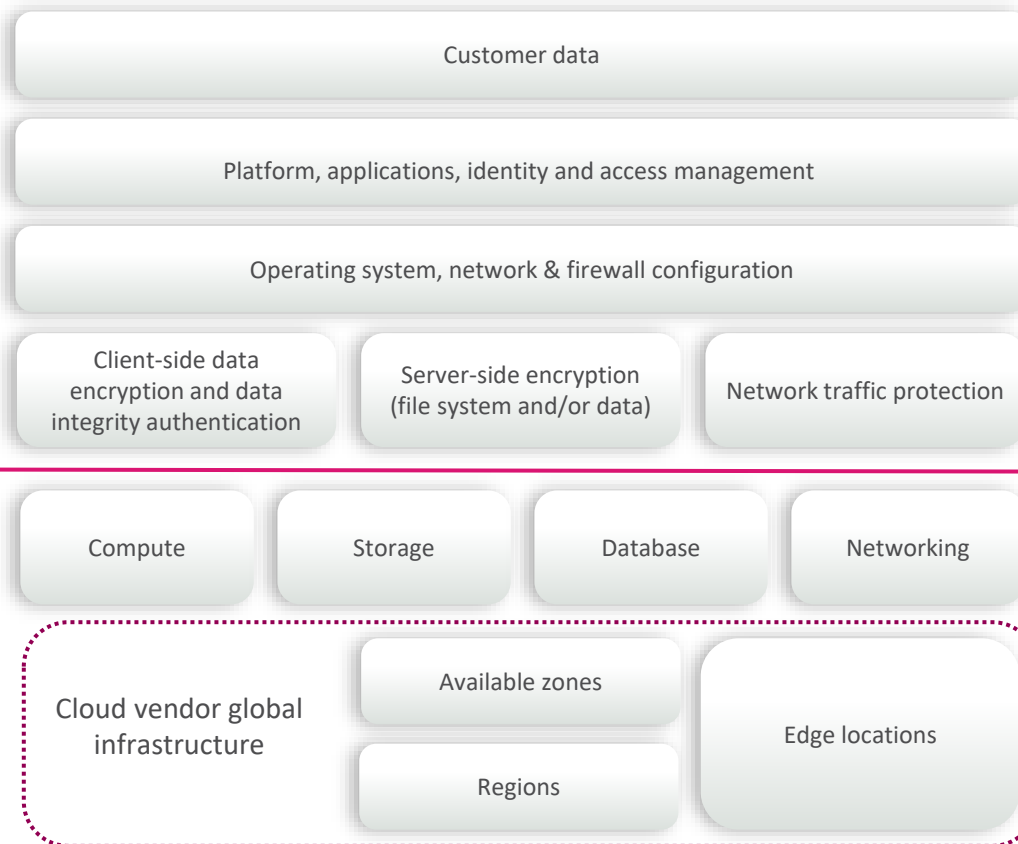 Customer data
Platform, applications, identity and access management
Operating system, network & firewall configuration
Client-side data
encryption and data
integrity authentication
Server-side encryption
(file system and/or data)
Network traffic protection
Compute
Storage
Database
Networking
Cloud vendor global
infrastructure
Available zones
Regions
Edge locations